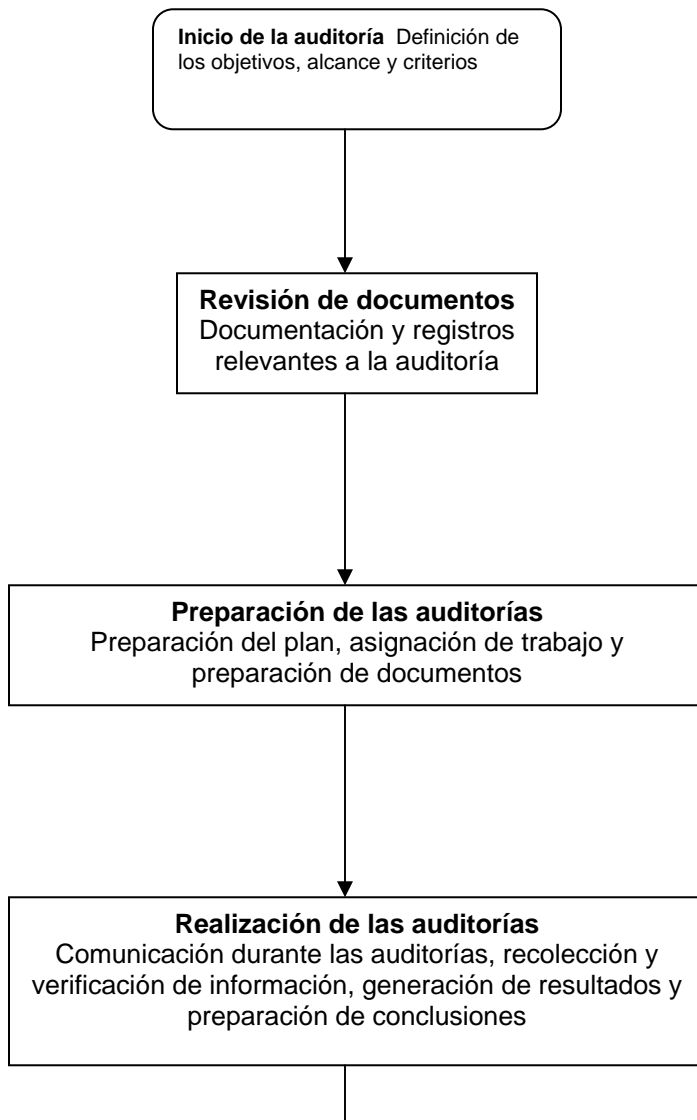 Inicio de la auditoría  Definición de
los objetivos, alcance y criterios
Revisión de documentos
Documentación y registros
relevantes a la auditoría
Preparación de las auditorías
Preparación del plan, asignación de trabajo y
preparación de documentos
Realización de las auditorías
Comunicación durante las auditorías, recolección y
verificación de información, generación de resultados y
preparación de conclusiones